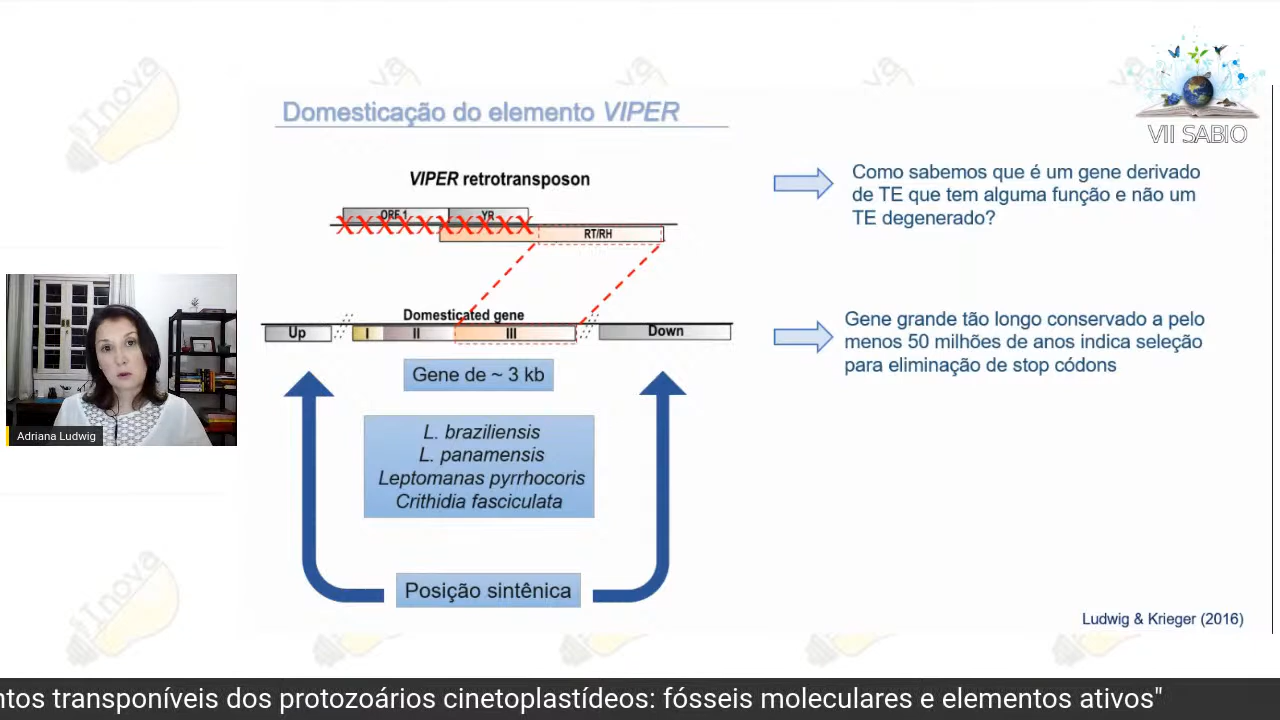 VII SABIO
Domesticação do elemento VIPER
VIPER retrotransposon
ORF 1
YR
RT/RH
Domesticated gene
Up
I
II
III
Down
Gene de ~ 3 kb
L. braziliensis
L. panamensis
Leptomanas pyrrhocoris
Crithidia fasciculata
Posição sintênica
Como sabemos que é um gene derivado
de TE que tem alguma função e não um
TE degenerado?
Gene grande tão longo conservado a pelo
menos 50 milhões de anos indica seleção
para eliminação de stop códons
Ludwig & Krieger (2016)
Adriana Ludwig
ntos transponíveis dos protozoários cinetoplastídeos: fósseis moleculares e elementos ativos"